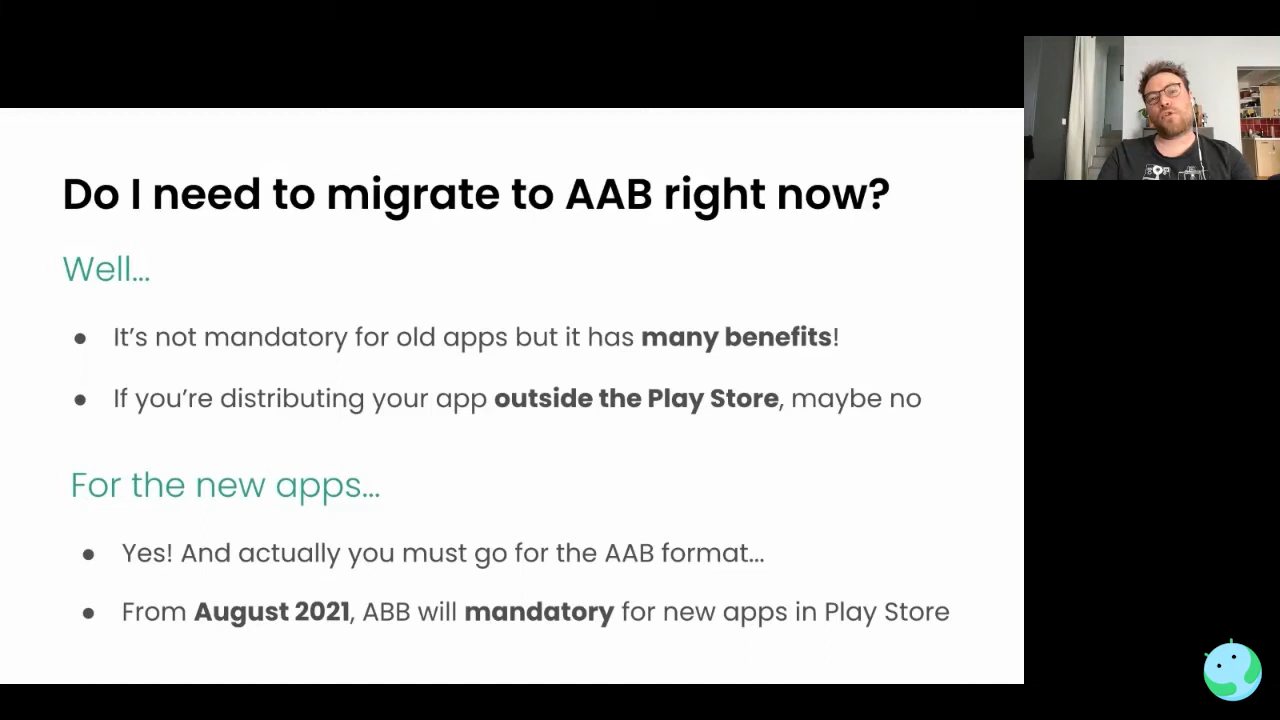 Do I need to migrate to AAB right now?
Well...
● It’s not mandatory for old apps but it has many benefits!
● If you’re distributing your app outside the Play Store, maybe no
For the new apps...
● Yes! And actually you must go for the AAB format...
● From August 2021, ABB will mandatory for new apps in Play Store